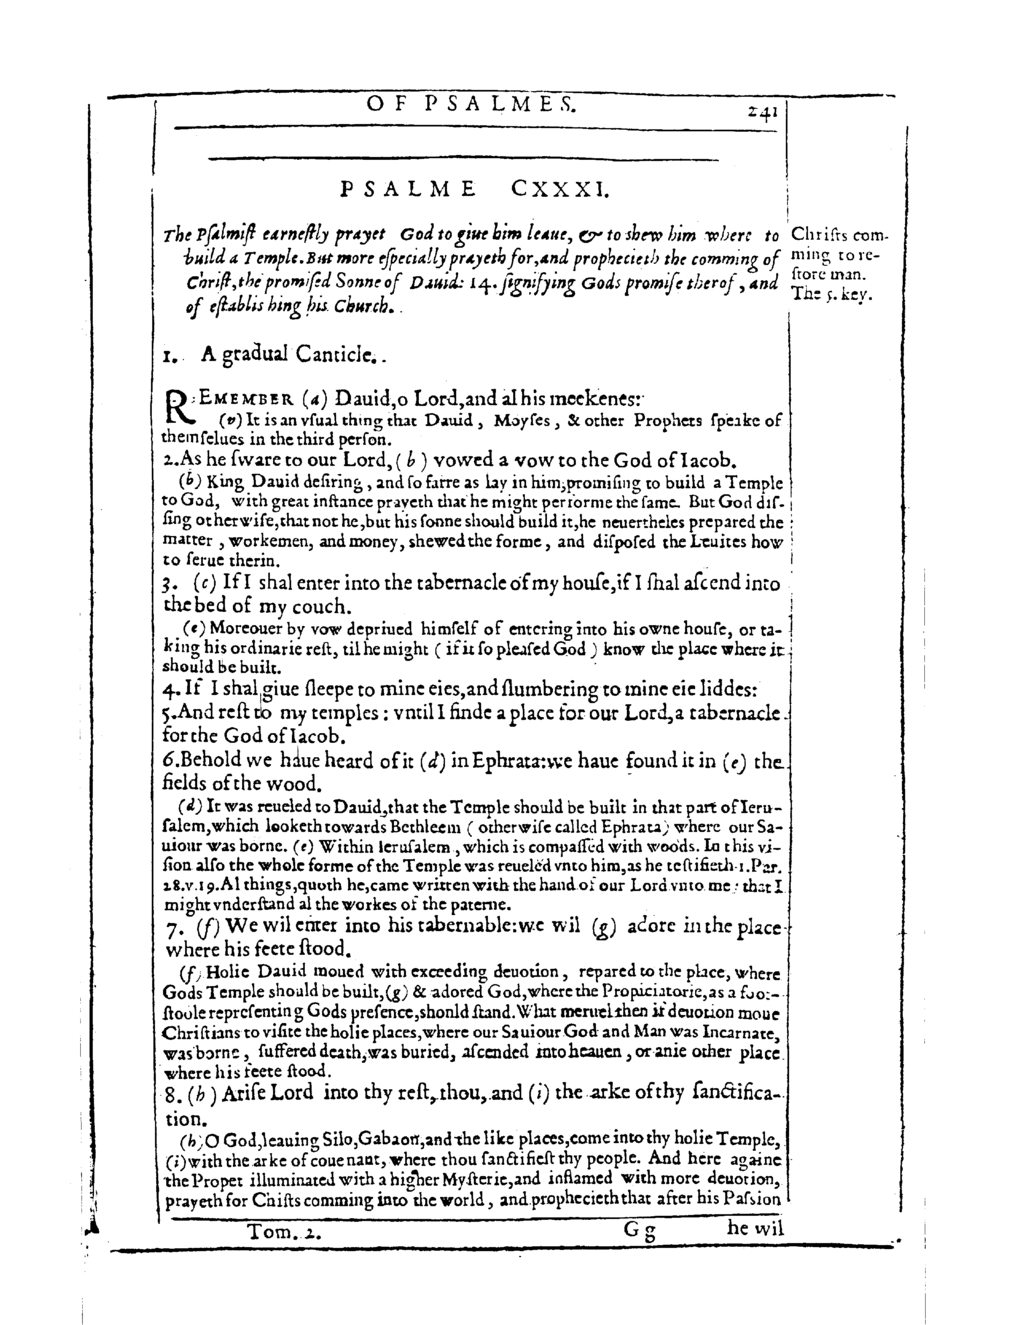 OF PSALMES. 241
PSALME CXXXI.
The Pſalmiſt earneſtly prayet God to giue him leaue, & to shew him where to
build a Temple. But more eſpecially prayeth for, and prophecieth the comming of
Chriſt, the promiſed Sonne of Dauid: 14. ſignifying Gods promiſe therof, and
of eſtablis hing his Church.
Chriſts com-
ming to re-
ſtore man.
The 5. key.
1. A gradual Canticle.
REMEMBER (a) Dauid, o Lord, and al his meekenes:
(a) It is an vſual thing that Dauid, Moyſes, & other Prophets ſpeake of
themſelues in the third perſon.
2. As he ſware to our Lord, (b) vowed a vow to the God of Iacob.
(b) King Dauid deſiring, and ſo farre as lay in him, promiſing to build a Temple
to God, with great inſtance prayeth that he might performe the ſame. But God diſ-
ſing otherwiſe, that not he, but his ſonne should build it, he neuertheles prepared the
matter, workemen, and money, shewed the forme, and diſpoſed the Leuites how
to ſerue therin.
3. (c) If I shal enter into the tabernacle of my houſe, if I ſhal aſcend into
the bed of my couch.
(c) Moreouer by vow depriued himſelf of entering into his owne houſe, or ta-
king his ordinarie reſt, til he might (if it ſo pleaſed God) know the place where it
should be built.
4. If I shal giue ſleepe to mine eies, and ſlumbering to mine eie liddes:
5. And reſt to my temples: vntil I finde a place for our Lord, a tabernacle
for the God of Iacob.
6. Behold we haue heard of it (d) in Ephrata: we haue found it in (e) the
fields of the wood.
(d) It was reueled to Dauid, that the Temple should be built in that part of Ieru-
ſalem, which looketh towards Bethleem (otherwiſe called Ephrata) where our Sa-
uiour was borne. (e) Within Ieruſalem, which is compaſſed with woods. In this vi-
ſion alſo the whole forme of the Temple was reueled vnto him, as he teſtifieth 1. Par.
28. v. 19. Al things, quoth he, came written with the hand of our Lord vnto me: that I
might vnderſtand al the workes of the paterne.
7. (f) We wil enter into his tabernable: we wil (g) adore in the place
where his feete ſtood.
(f) Holie Dauid moued with exceeding deuotion, repared to the place, where
Gods Temple should be built, (g) & adored God, where the Propiciatorie, as a foo-
ſtoole repreſenting Gods preſence, shonld ſtand. What meruel then if deuotion moue
Chriſtians to viſite the holie places, where our Sauiour God and Man was Incarnate,
was borne, ſuffered death, was buried, aſcended into heauen, or anie other place
where his feete ſtood.
8. (h) Ariſe Lord into thy reſt, thou, and (i) the arke of thy ſanctifica-
tion.
(h) O God, leauing Silo, Gabaon, and the like places, come into thy holie Temple,
(i) with the arke of couenant, where thou ſanctifieſt thy people. And here againe
the Propet illuminated with a higher Myſterie, and inflamed with more deuotion,
prayeth for Chiſts comming into the world, and prophecieth that after his Paſsion
Tom. 2. Gg he wil